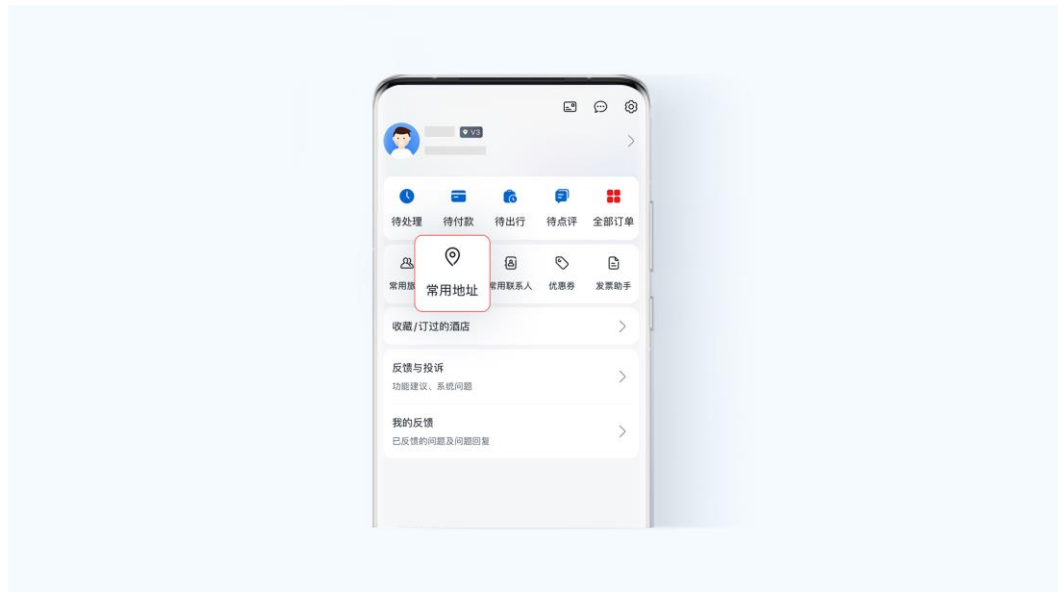 V3
待处理 待付款 待出行 待点评 全部订单
常用旅 常用地址 常用联系人 优惠券 发票助手
收藏/订过的酒店
反馈与投诉
功能建议、系统问题
我的反馈
已反馈的问题及问题回复